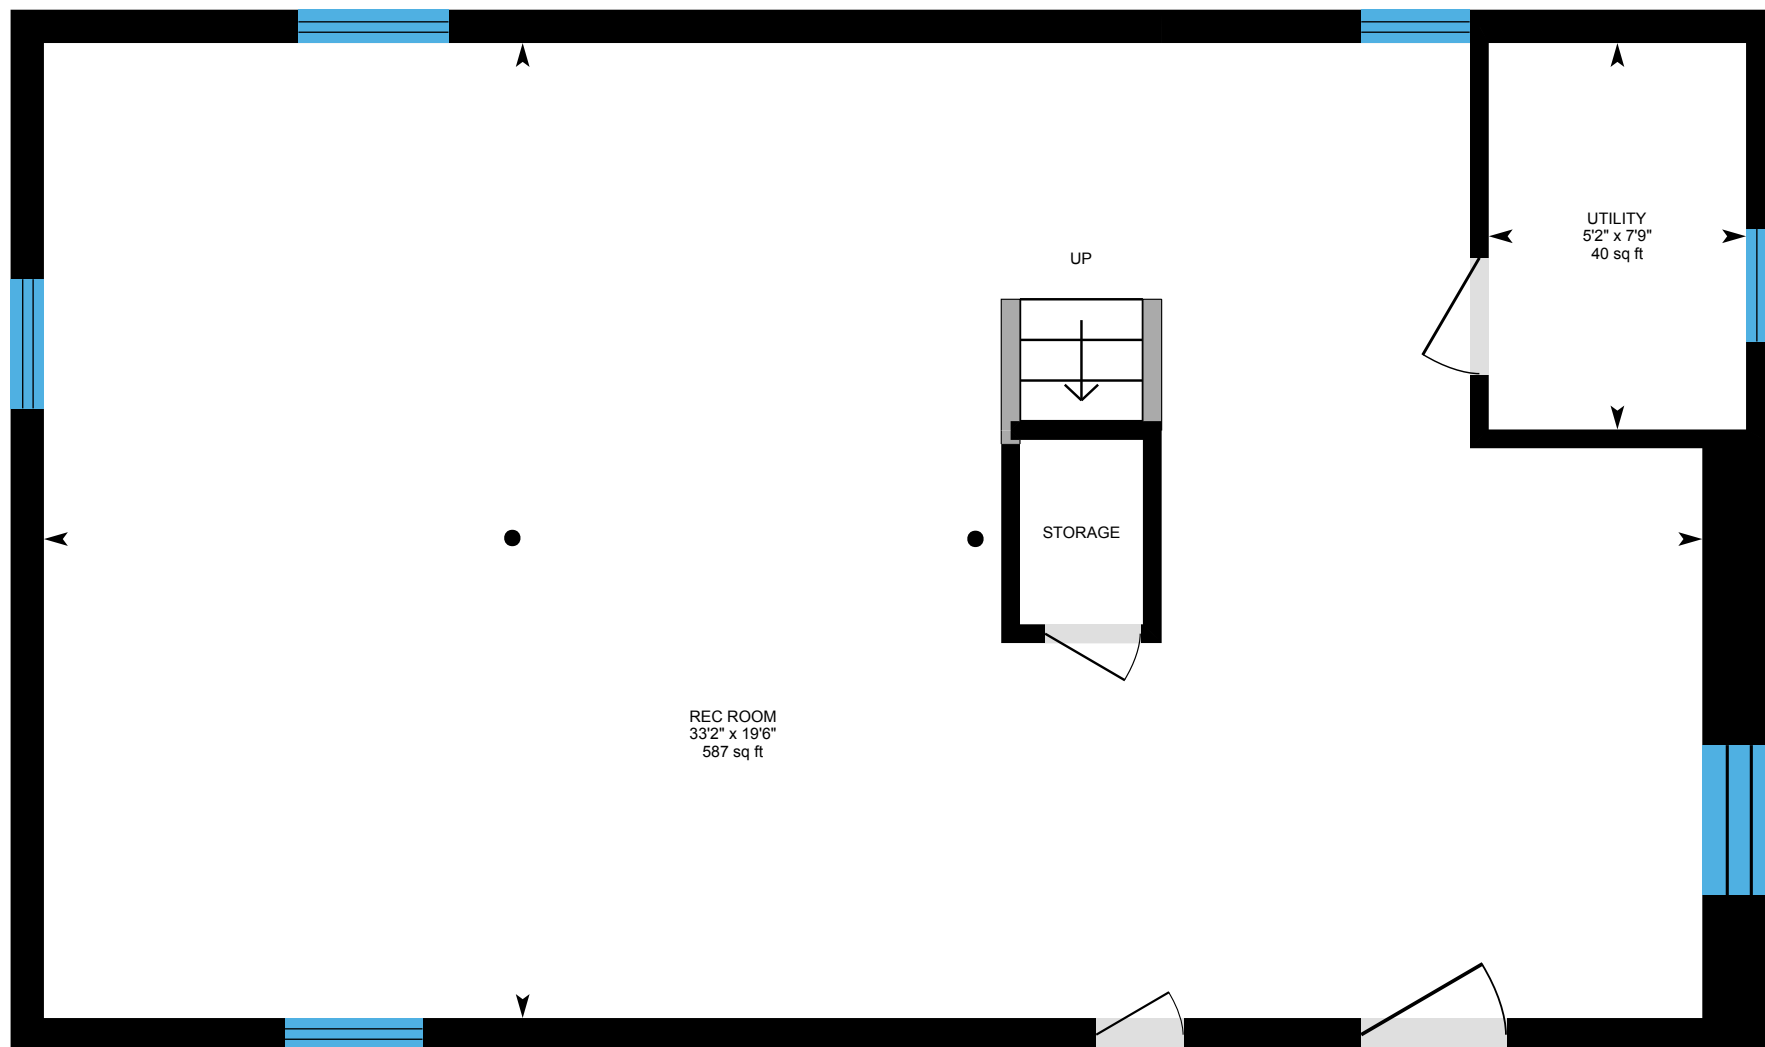 UTILITY
5'2" x 7'9"
40 sq ft
UP
STORAGE
REC ROOM
33'2" x 19'6"
587 sq ft